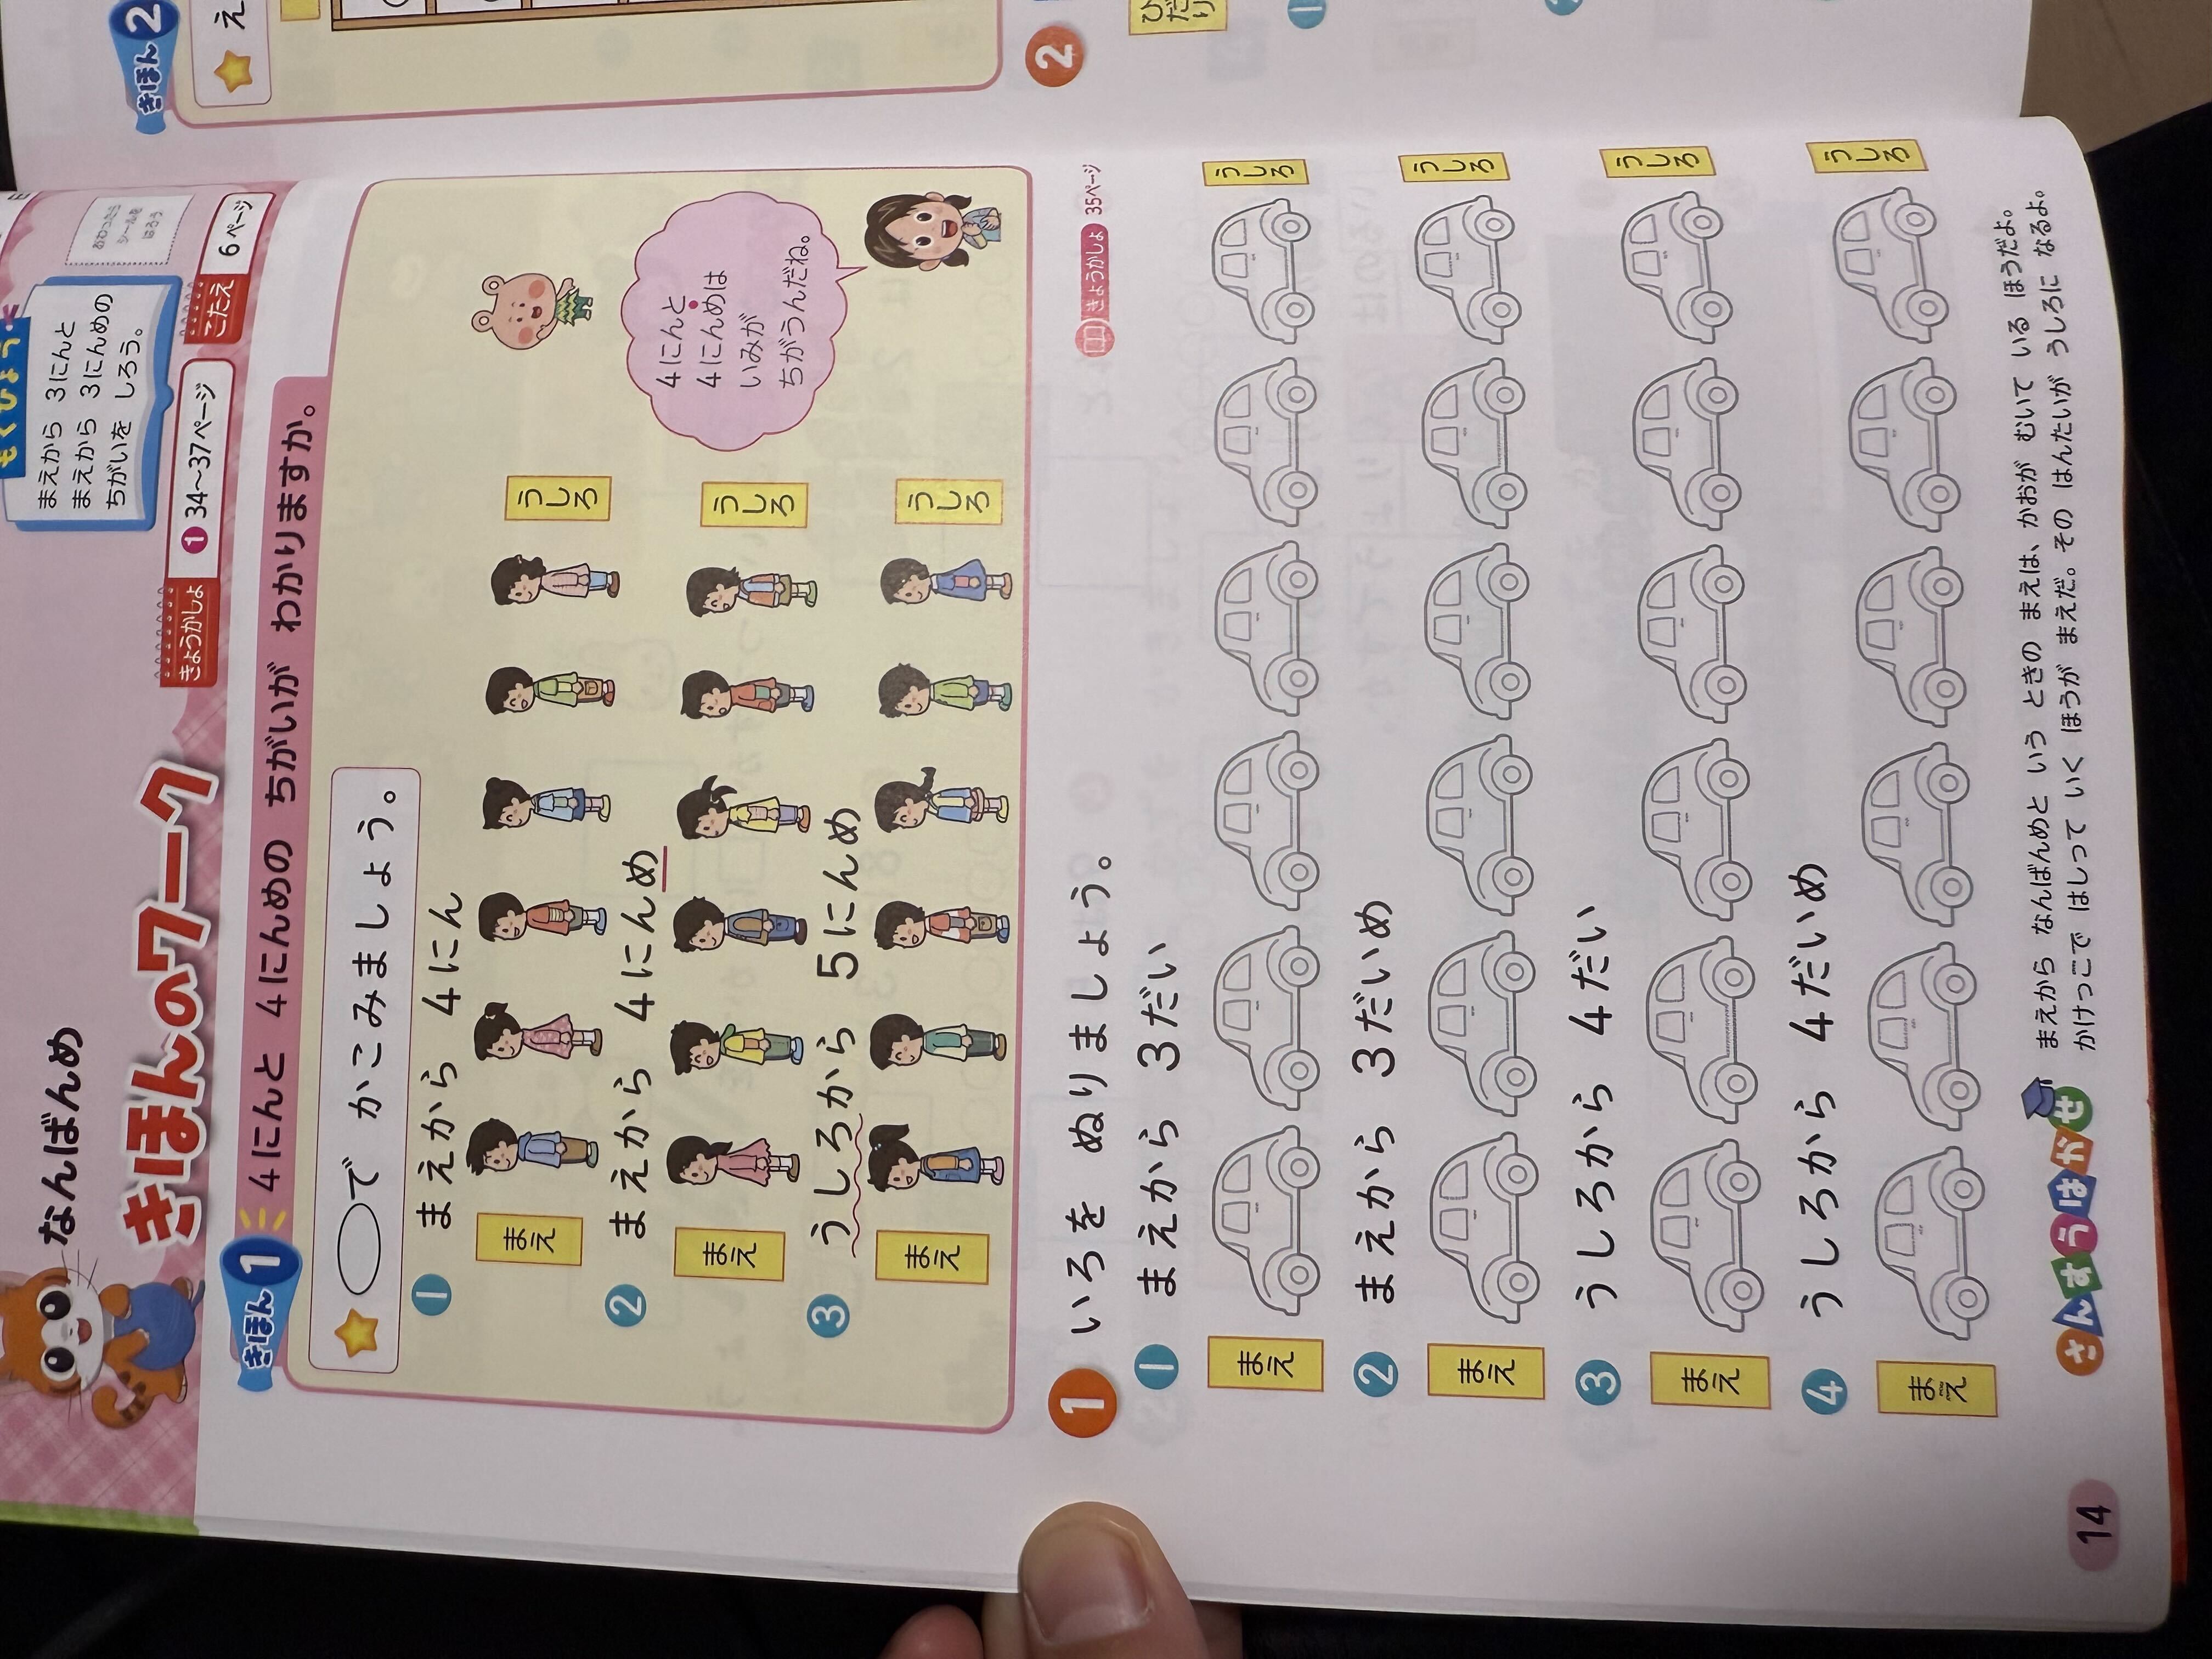 なんばんめ
きほんのワーク
もくひょう
まえから 3にんと
まえから 3にんめの
ちがいを しろう。
おわったら
シールを
はろう
きょうかしょ
1 34〜37ページ
こたえ
6ページ
きほん 1
4にんと 4にんめの ちがいが わかりますか。
◯で かこみましょう。
1 まえから 4にん
まえ
うしろ
2 まえから 4にんめ
まえ
うしろ
3 うしろから 5にんめ
まえ
うしろ
4にんと
4にんめは
いみが
ちがうんだね。
1 いろを ぬりましょう。
きょうかしょ 35ページ
1 まえから 3だい
まえ
うしろ
2 まえから 3だいめ
まえ
うしろ
3 うしろから 4だい
まえ
うしろ
4 うしろから 4だいめ
まえ
うしろ
さんすうはかせ
まえから なんばんめと いう ときの まえは、かおが むいて いる ほうだよ。
かけっこで はしって いく ほうが まえだ。その はんたいが うしろに なるよ。
14
きほん 2
え
2
ひだり
1